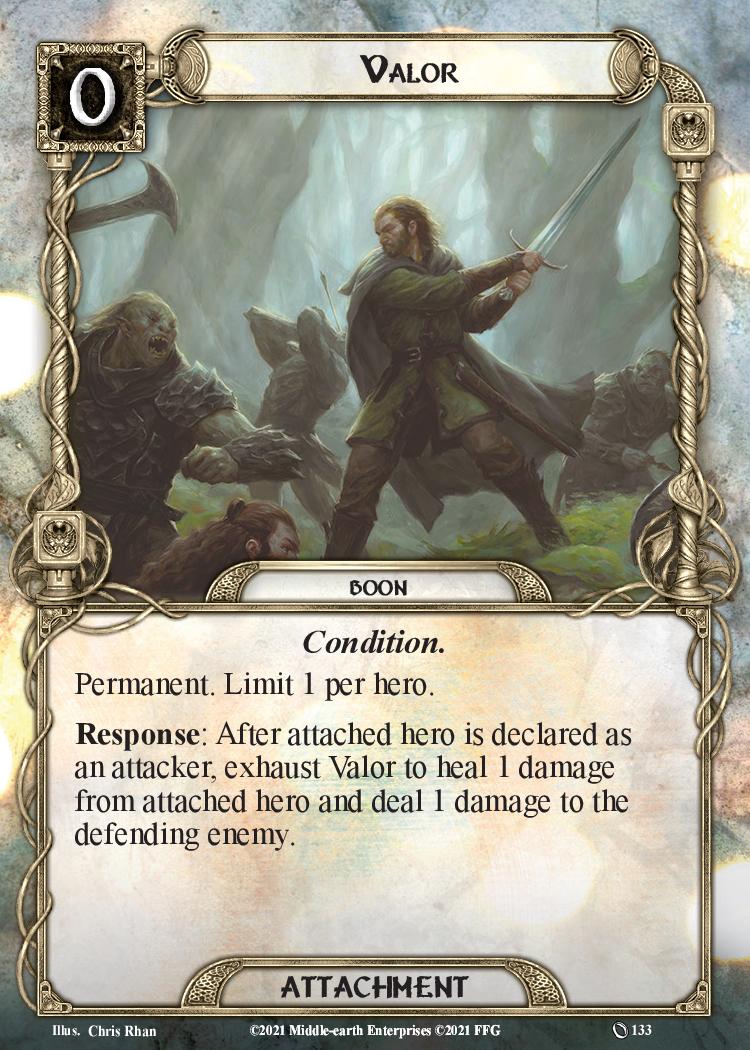 0
Valor
BOON
Condition.
Permanent. Limit 1 per hero.
Response: After attached hero is declared as
an attacker, exhaust Valor to heal 1 damage
from attached hero and deal 1 damage to the
defending enemy.
ATTACHMENT
Illus. Chris Rhan ©2021 Middle-earth Enterprises ©2021 FFG 133